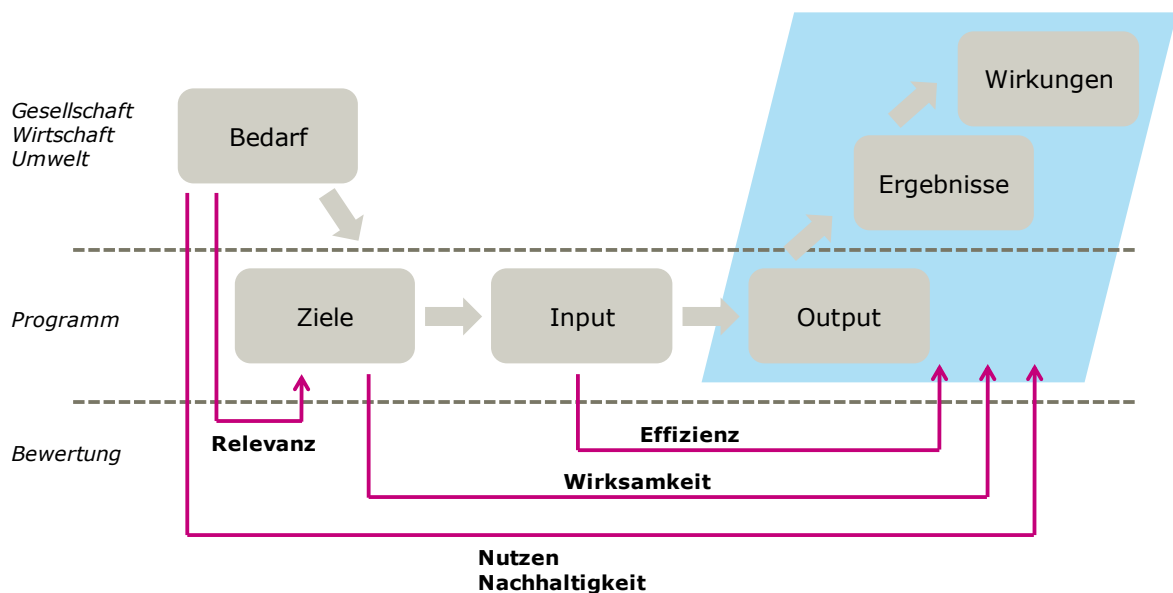 Wirkungen
Gesellschaft
Wirtschaft
Umwelt
Bedarf
Ergebnisse
Programm
Ziele
Input
Output
Bewertung
Relevanz
Effizienz
Wirksamkeit
Nutzen
Nachhaltigkeit